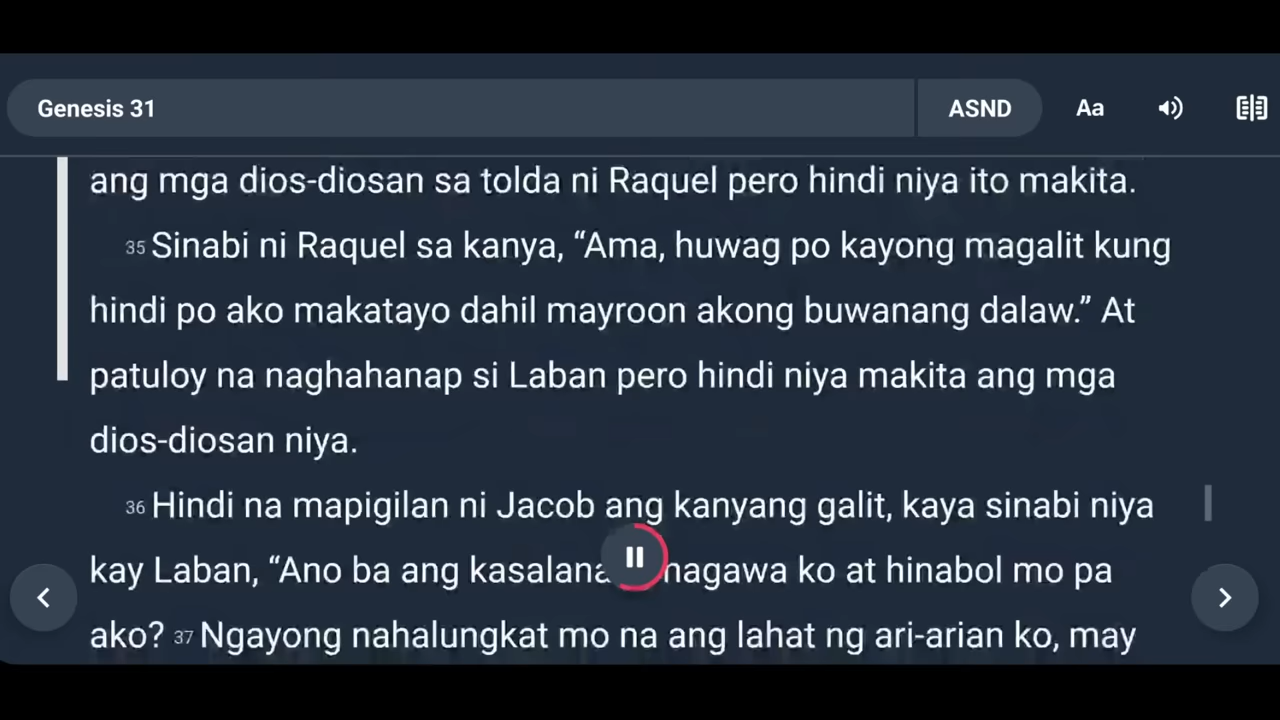 Genesis 31
ASND
Aa
ang mga dios-diosan sa tolda ni Raquel pero hindi niya ito makita.
35 Sinabi ni Raquel sa kanya, “Ama, huwag po kayong magalit kung
hindi po ako makatayo dahil mayroon akong buwanang dalaw.” At
patuloy na naghahanap si Laban pero hindi niya makita ang mga
dios-diosan niya.
36 Hindi na mapigilan ni Jacob ang kanyang galit, kaya sinabi niya
kay Laban, “Ano ba ang kasalana nagawa ko at hinabol mo pa
ako? 37 Ngayong nahalungkat mo na ang lahat ng ari-arian ko, may